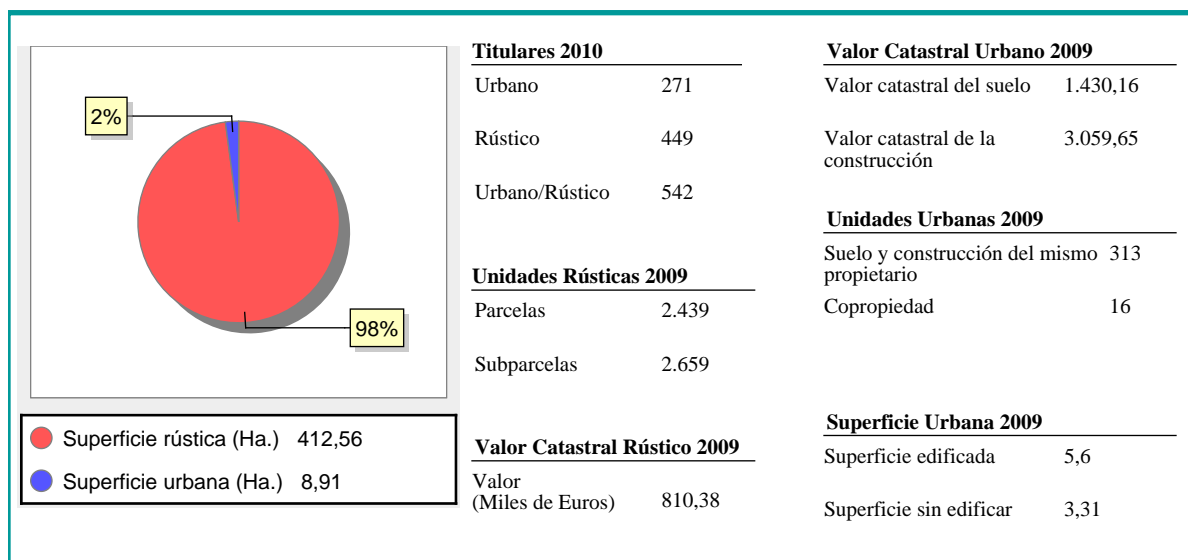 2%
98%
Superficie rústica (Ha.) 412,56
Superficie urbana (Ha.) 8,91
Titulares 2010
Urbano 271
Rústico 449
Urbano/Rústico 542
Unidades Rústicas 2009
Parcelas 2.439
Subparcelas 2.659
Valor Catastral Rústico 2009
Valor
(Miles de Euros) 810,38
Valor Catastral Urbano 2009
Valor catastral del suelo 1.430,16
Valor catastral de la 3.059,65
construcción
Unidades Urbanas 2009
Suelo y construcción del mismo 313
propietario
Copropiedad 16
Superficie Urbana 2009
Superficie edificada 5,6
Superficie sin edificar 3,31